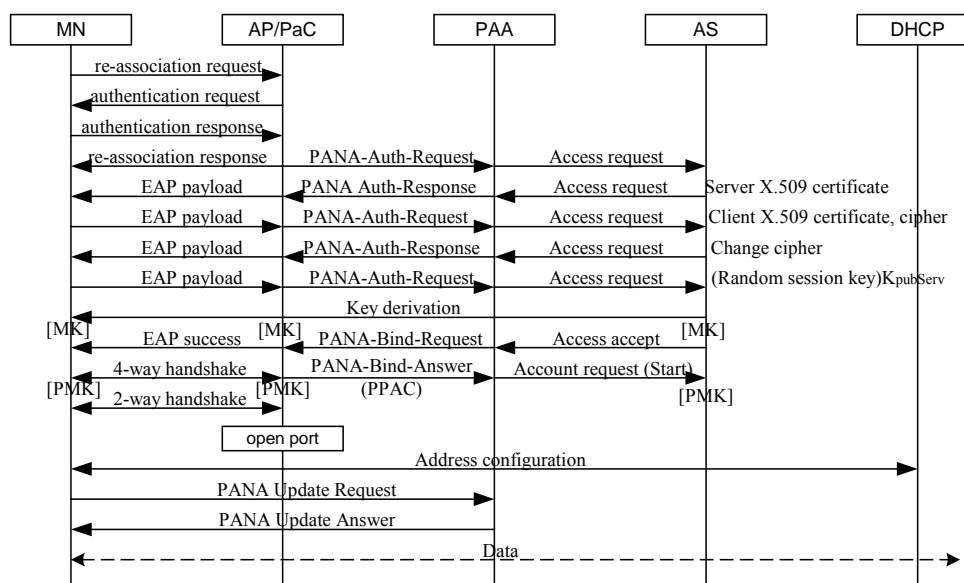 MN AP/PaC PAA AS DHCP
re-association request
authentication request
authentication response
re-association response PANA-Auth-Request Access request
EAP payload PANA Auth-Response Access request Server X.509 certificate
EAP payload PANA-Auth-Request Access request Client X.509 certificate, cipher
EAP payload PANA-Auth-Response Access request Change cipher
EAP payload PANA-Auth-Request Access request (Random session key)KpubServ
Key derivation
[MK] [MK] [MK]
EAP success PANA-Bind-Request Access accept
4-way handshake PANA-Bind-Answer Account request (Start)
[PMK] [PMK] (PPAC) [PMK]
2-way handshake
open port
Address configuration
PANA Update Request
PANA Update Answer
Data